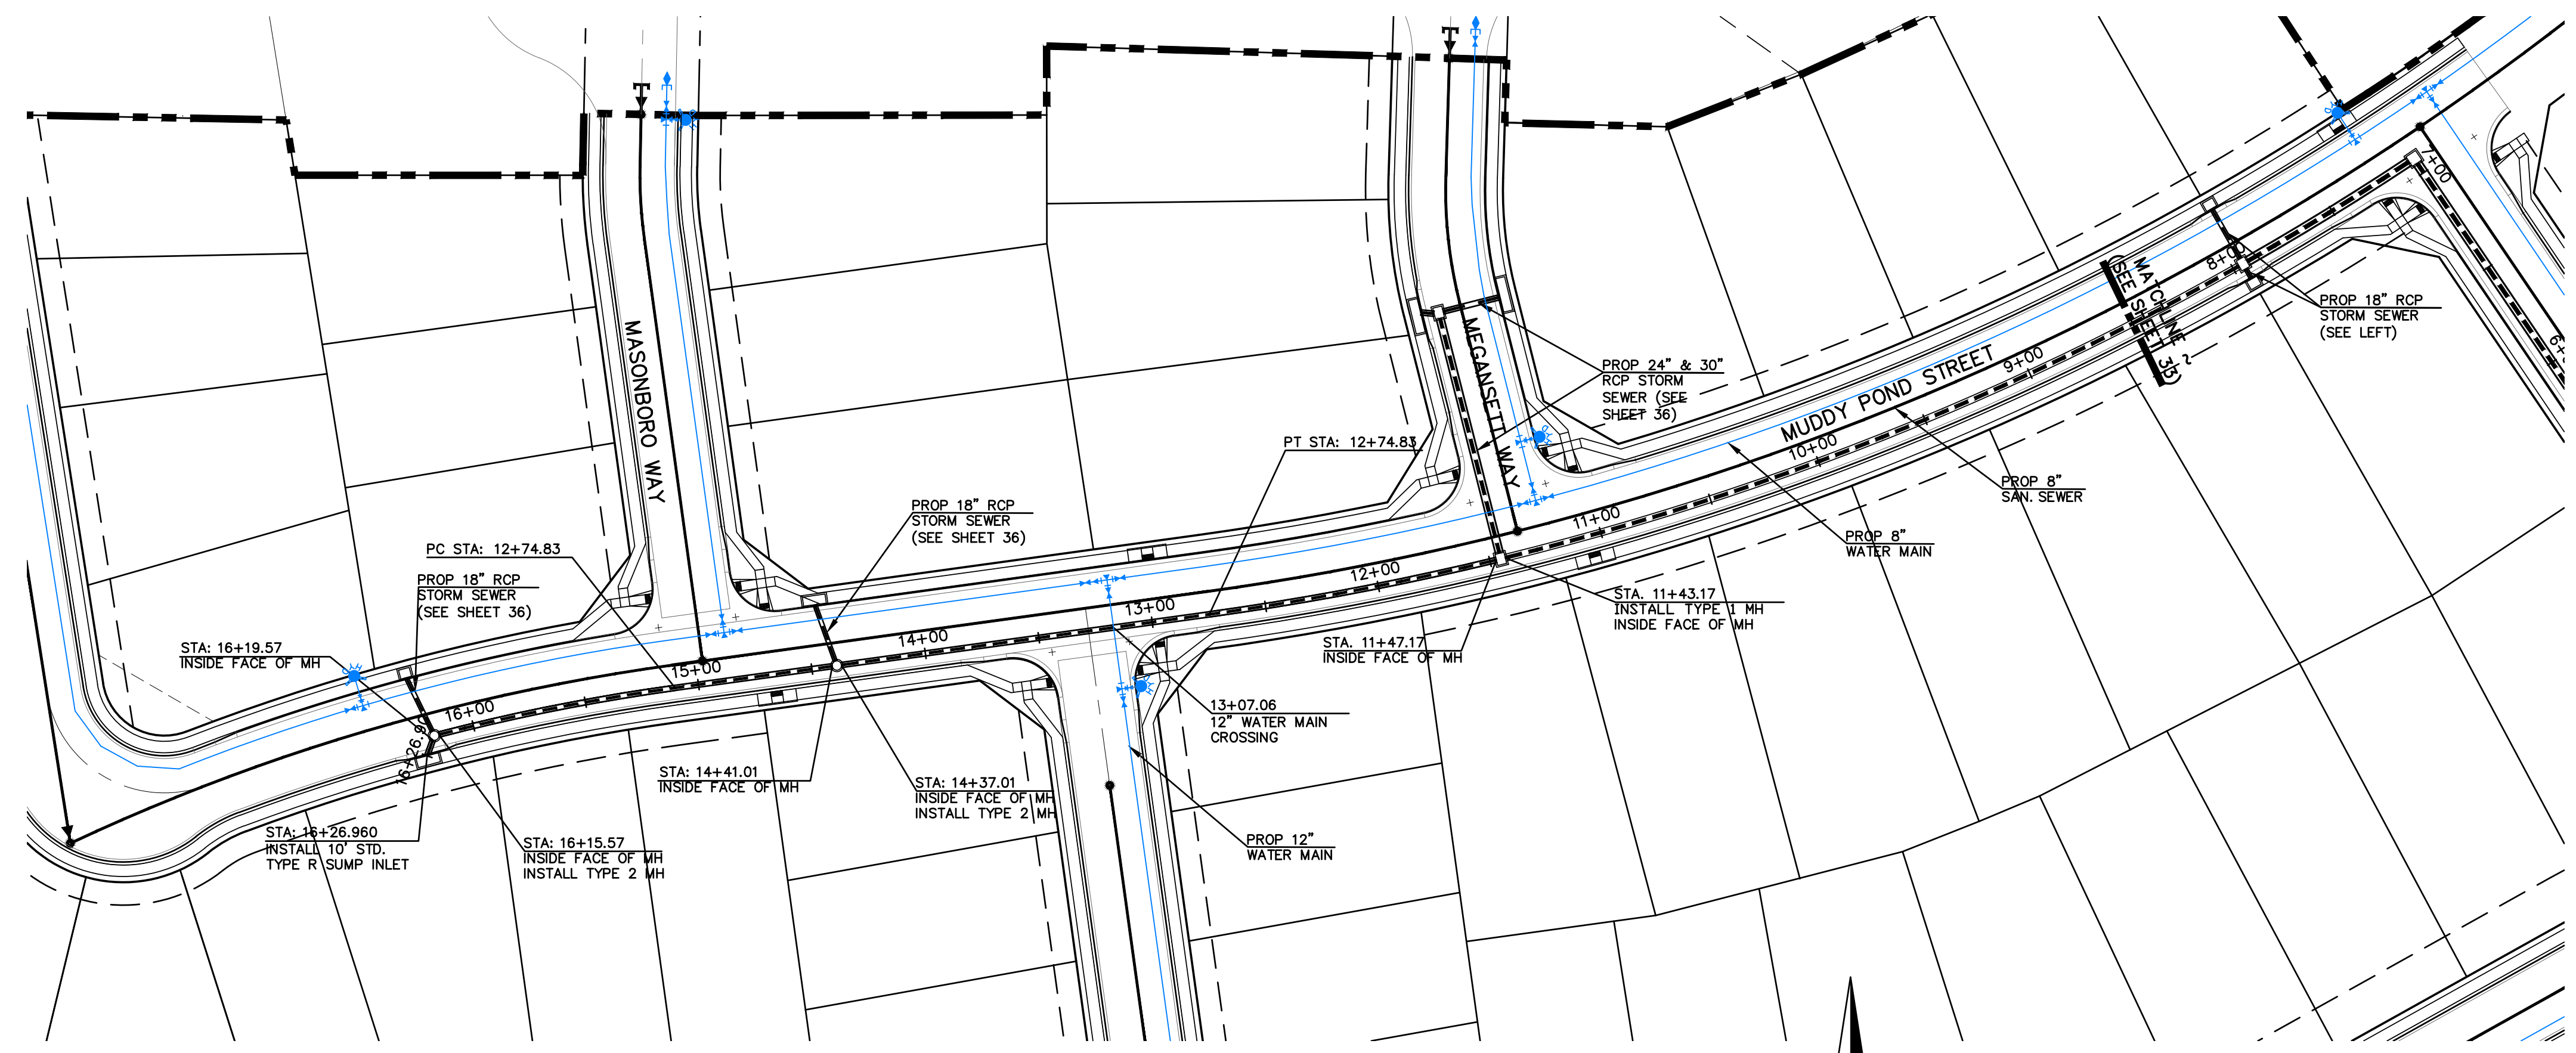 MASONBORO WAY
MEGANSETT WAY
MUDDY POND STREET
MATCHLINE
(SEE SHEET 33)
7+00
8+00
9+00
10+00
11+00
12+00
13+00
14+00
15+00
16+00
PROP 18" RCP
STORM SEWER
(SEE LEFT)
PROP 24" & 30"
RCP STORM
SEWER (SEE
SHEET 36)
PT STA: 12+74.83
PROP 8"
SAN. SEWER
PROP 8"
WATER MAIN
PROP 18" RCP
STORM SEWER
(SEE SHEET 36)
PC STA: 12+74.83
PROP 18" RCP
STORM SEWER
(SEE SHEET 36)
STA: 16+19.57
INSIDE FACE OF MH
STA. 11+43.17
INSTALL TYPE 1 MH
INSIDE FACE OF MH
STA. 11+47.17
INSIDE FACE OF MH
13+07.06
12" WATER MAIN
CROSSING
STA: 14+41.01
INSIDE FACE OF MH
STA: 14+37.01
INSIDE FACE OF MH
INSTALL TYPE 2 MH
STA: 16+26.960
INSTALL 10' STD.
TYPE R SUMP INLET
STA: 16+15.57
INSIDE FACE OF MH
INSTALL TYPE 2 MH
PROP 12"
WATER MAIN